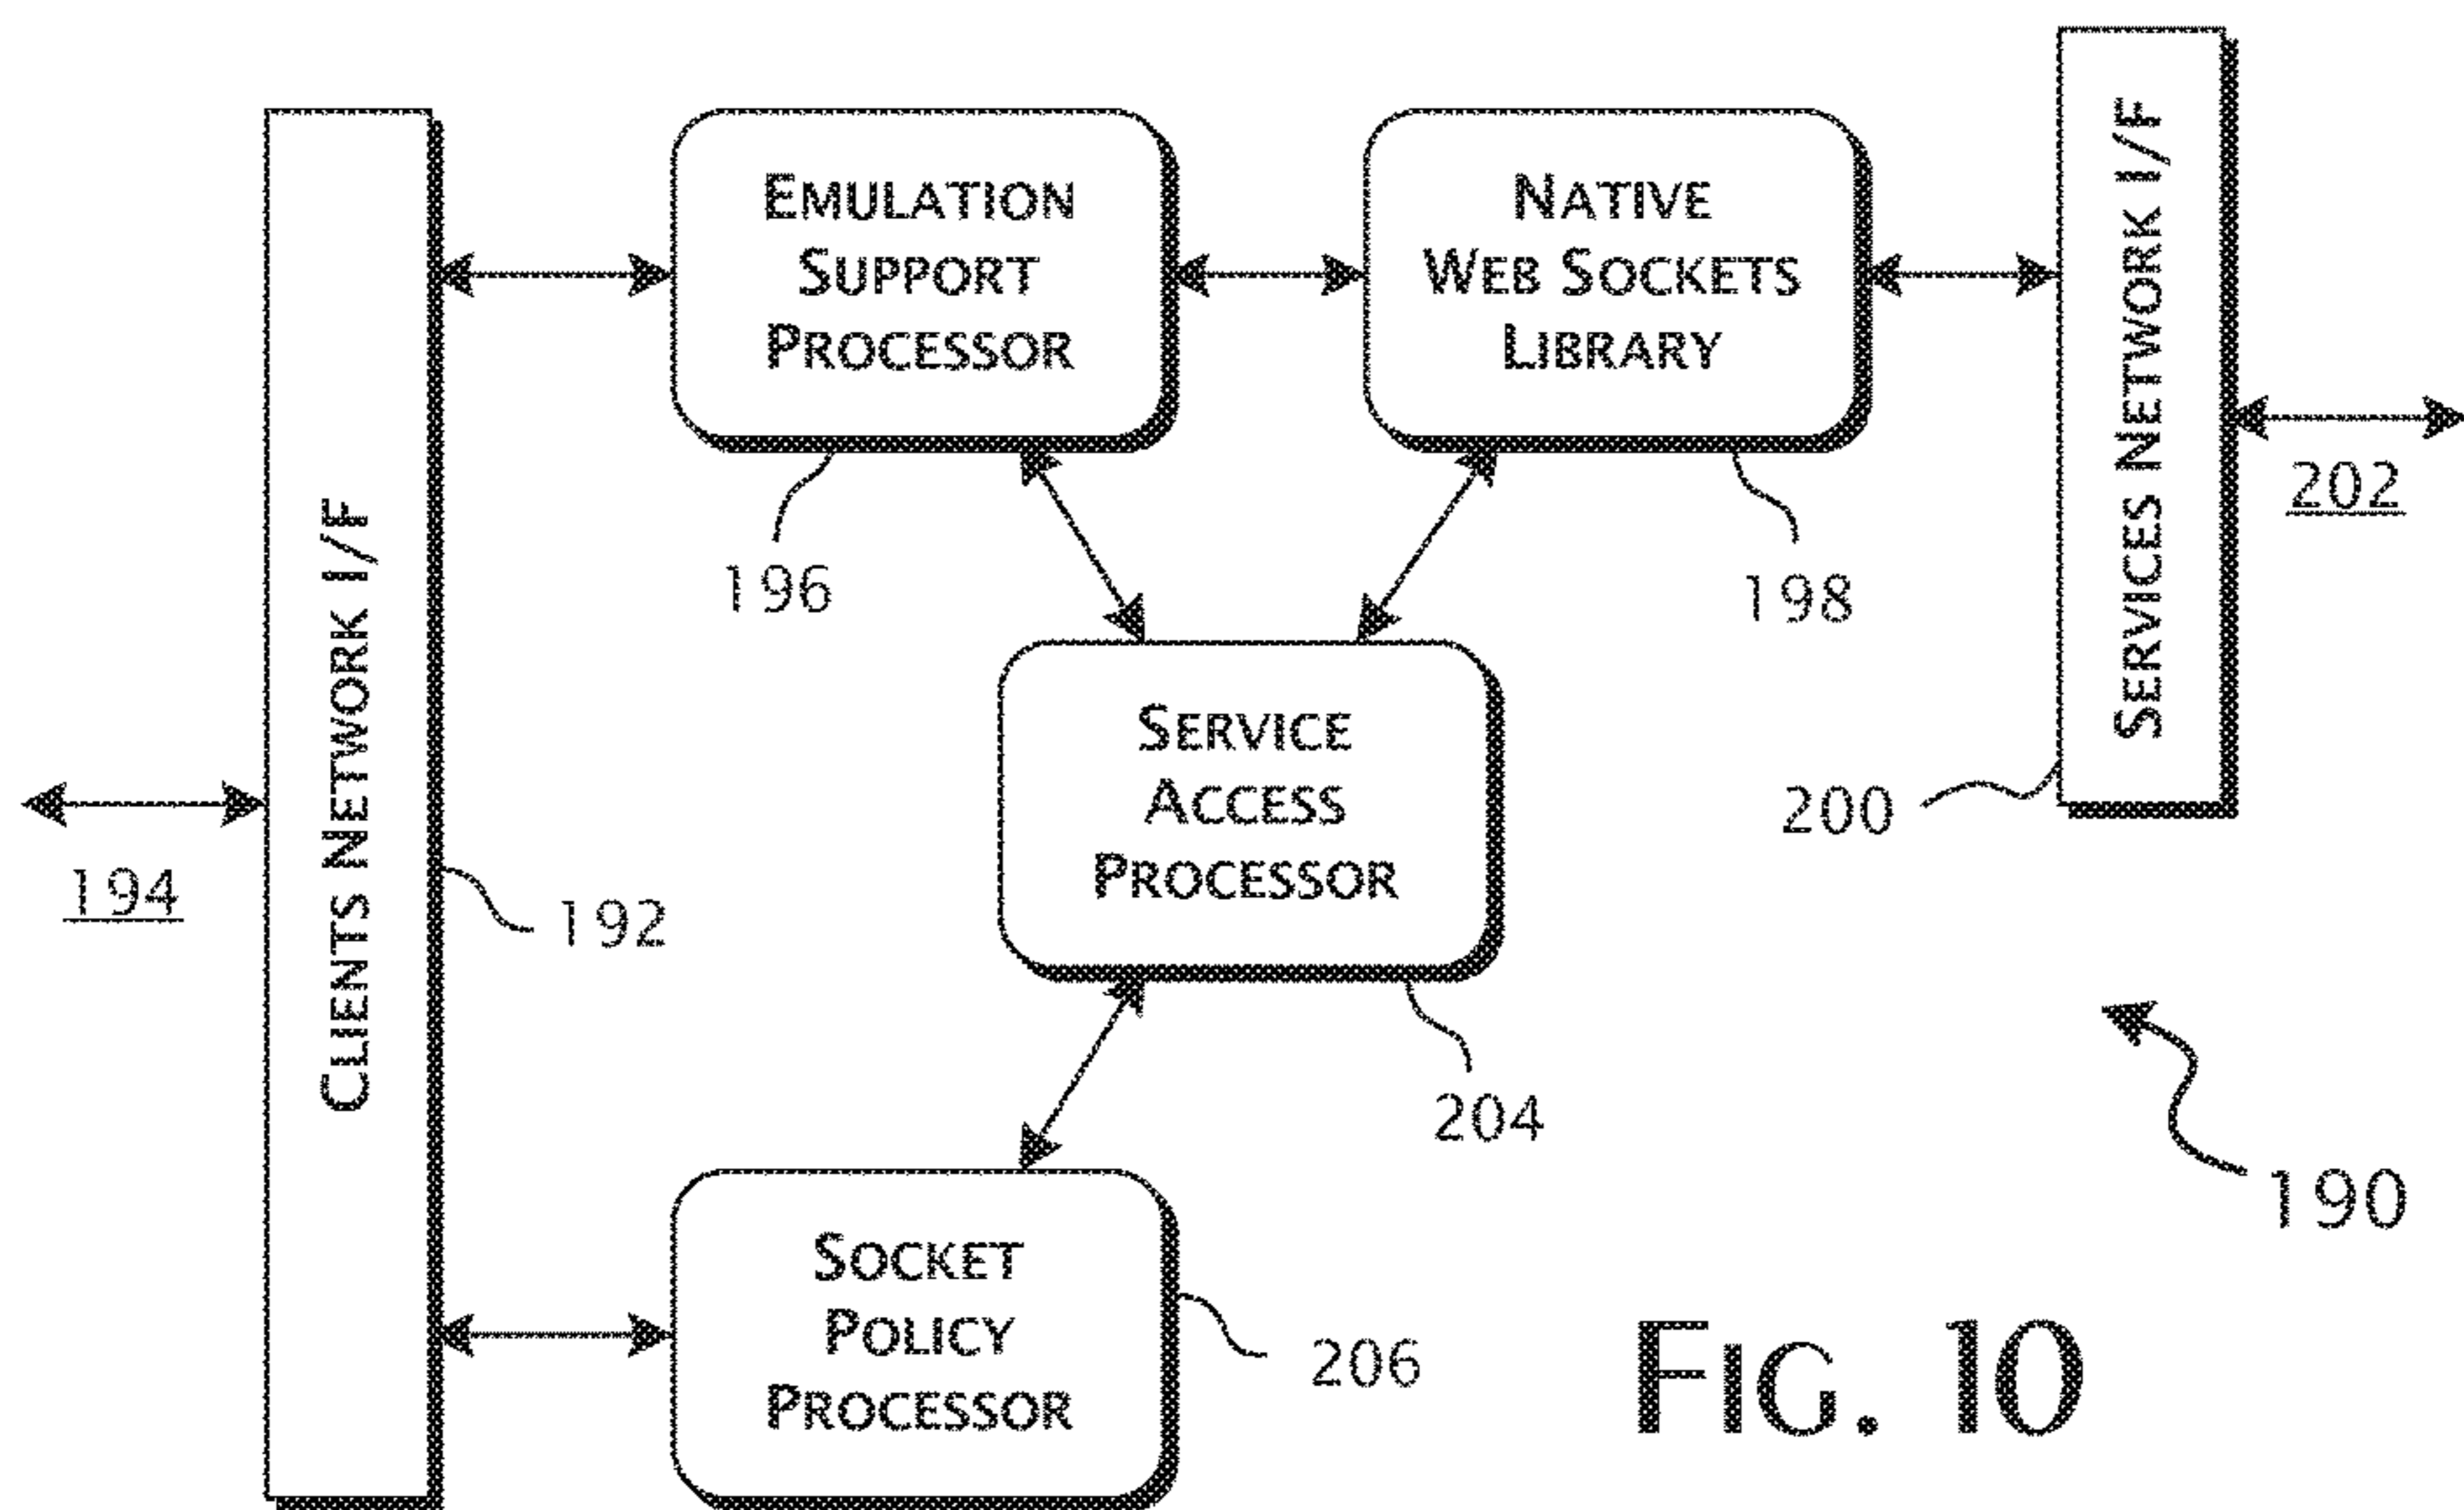 CLIENTS NETWORK I/F
EMULATION
SUPPORT
PROCESSOR
NATIVE
WEB SOCKETS
LIBRARY
SERVICES NETWORK I/F
202
196
198
SERVICE
ACCESS
PROCESSOR
200
194
192
204
190
SOCKET
POLICY
PROCESSOR
206
FIG. 10